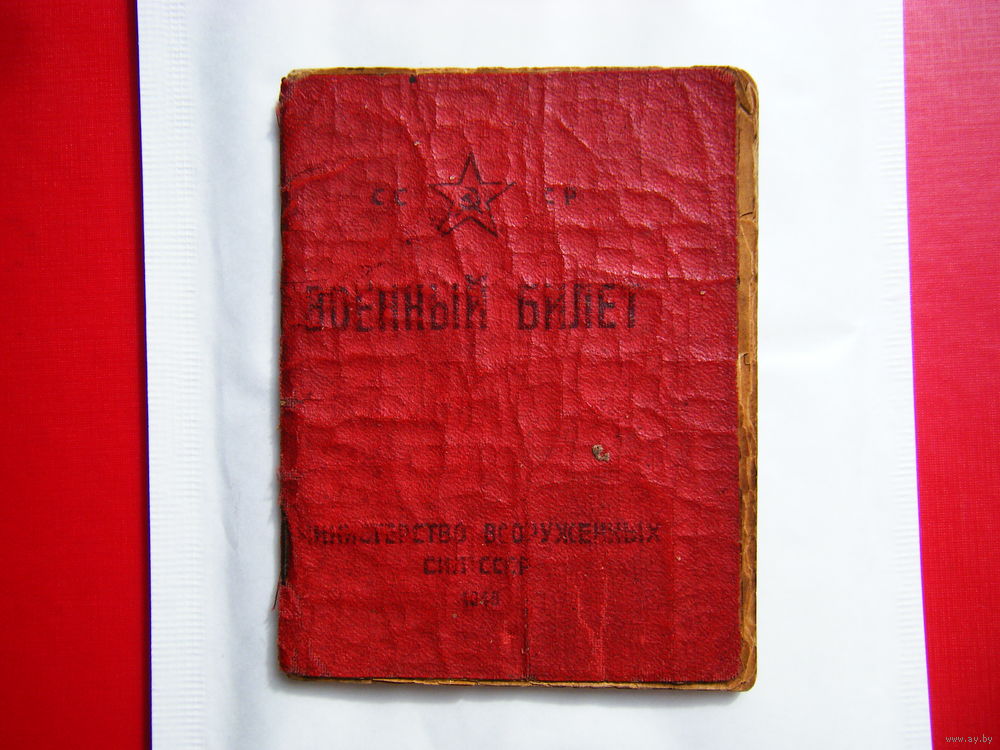 СС СР
ВОЕННЫЙ БИЛЕТ
МИНИСТЕРСТВО ВООРУЖЕННЫХ
СИЛ СССР
www.ay.by